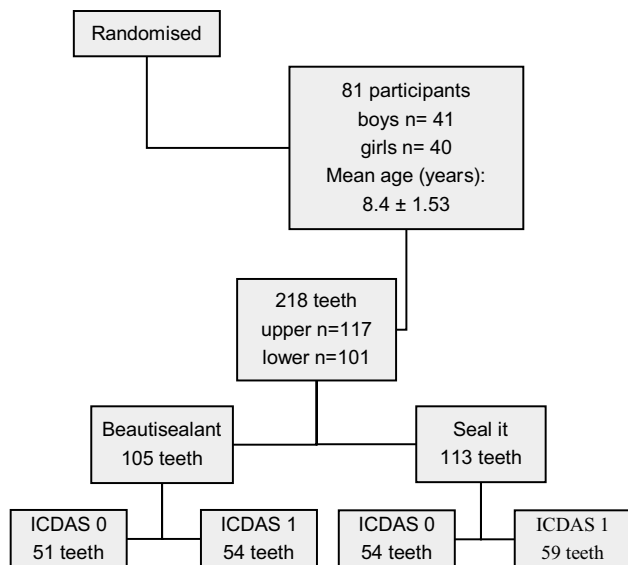 Randomised
81 participants
boys n= 41
girls n= 40
Mean age (years):
8.4 ± 1.53
218 teeth
upper n=117
lower n=101
Beautisealant
105 teeth
Seal it
113 teeth
ICDAS 0
51 teeth
ICDAS 1
54 teeth
ICDAS 0
54 teeth
ICDAS 1
59 teeth